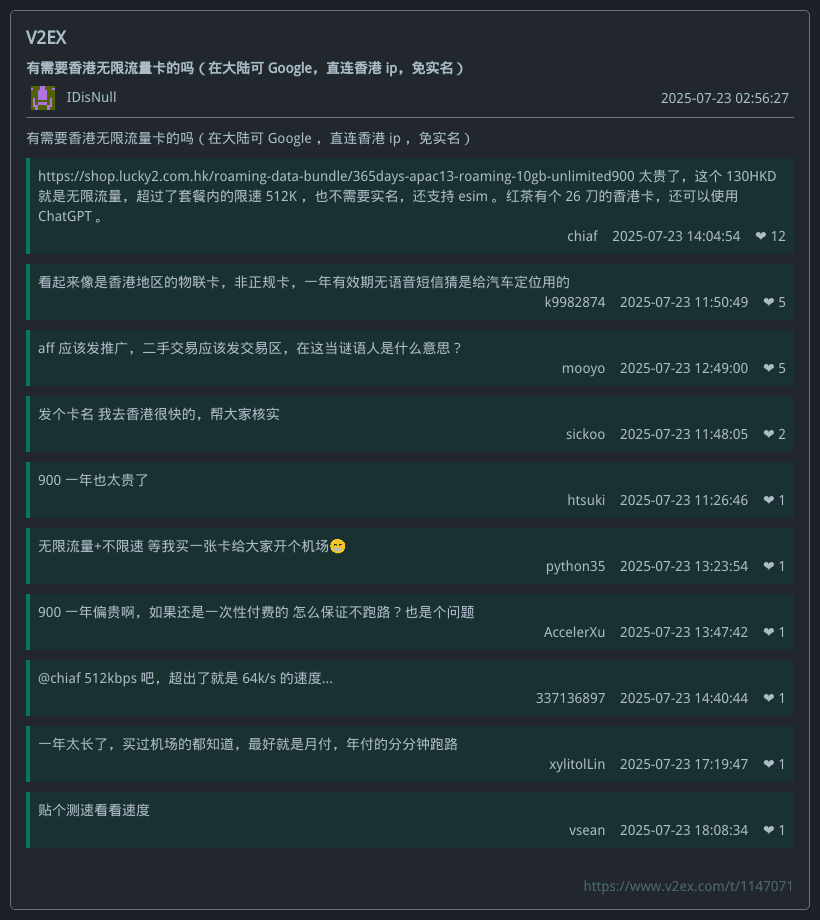 V2EX
有需要香港无限流量卡的吗（在大陆可 Google，直连香港 ip，免实名）
IDisNull 2025-07-23 02:56:27
有需要香港无限流量卡的吗（在大陆可 Google ，直连香港 ip ，免实名）
https://shop.lucky2.com.hk/roaming-data-bundle/365days-apac13-roaming-10gb-unlimited900 太贵了，这个 130HKD
就是无限流量，超过了套餐内的限速 512K ，也不需要实名，还支持 esim 。红茶有个 26 刀的香港卡，还可以使用
ChatGPT 。
chiaf 2025-07-23 14:04:54 ❤ 12
看起来像是香港地区的物联卡，非正规卡，一年有效期无语音短信猜是给汽车定位用的
k9982874 2025-07-23 11:50:49 ❤ 5
aff 应该发推广，二手交易应该发交易区，在这当谜语人是什么意思？
mooyo 2025-07-23 12:49:00 ❤ 5
发个卡名 我去香港很快的，帮大家核实
sickoo 2025-07-23 11:48:05 ❤ 2
900 一年也太贵了
htsuki 2025-07-23 11:26:46 ❤ 1
无限流量+不限速 等我买一张卡给大家开个机场😁
python35 2025-07-23 13:23:54 ❤ 1
900 一年偏贵啊，如果还是一次性付费的 怎么保证不跑路？也是个问题
AccelerXu 2025-07-23 13:47:42 ❤ 1
@chiaf 512kbps 吧，超出了就是 64k/s 的速度...
337136897 2025-07-23 14:40:44 ❤ 1
一年太长了，买过机场的都知道，最好就是月付，年付的分分钟跑路
xylitolLin 2025-07-23 17:19:47 ❤ 1
贴个测速看看速度
vsean 2025-07-23 18:08:34 ❤ 1
https://www.v2ex.com/t/1147071